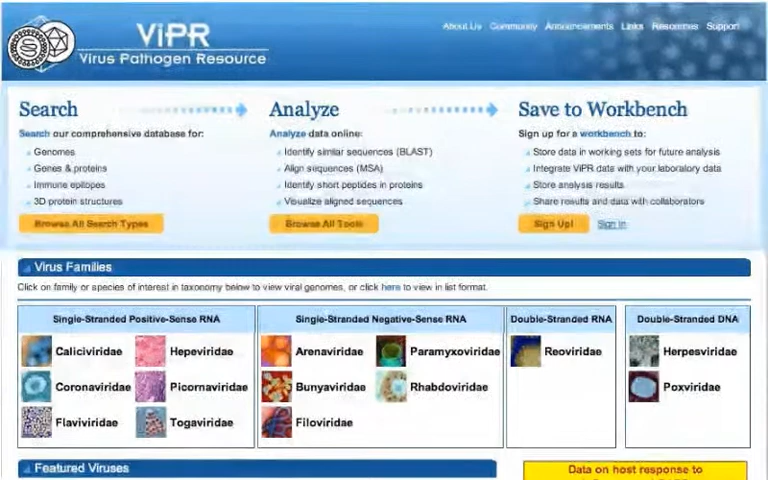 ViPR
Virus Pathogen Resource
About Us Community Announcements Links Resources Support
Search
Search our comprehensive database for:
Genomes
Genes & proteins
Immune epitopes
3D protein structures
Browse All Search Types
Analyze
Analyze data online:
Identify similar sequences (BLAST)
Align sequences (MSA)
Identify short peptides in proteins
Visualize aligned sequences
Browse All Tools
Save to Workbench
Sign up for a workbench to:
Store data in working sets for future analysis
Integrate ViPR data with your laboratory data
Store analysis results
Share results and data with collaborators
Sign Up! Sign In
Virus Families
Click on family or species of interest in taxonomy below to view viral genomes, or click here to view in list format.
Single-Stranded Positive-Sense RNA
Caliciviridae Hepeviridae
Coronaviridae Picornaviridae
Flaviviridae Togaviridae
Single-Stranded Negative-Sense RNA
Arenaviridae Paramyxoviridae
Bunyaviridae Rhabdoviridae
Filoviridae
Double-Stranded RNA
Reoviridae
Double-Stranded DNA
Herpesviridae
Poxviridae
Featured Viruses
Data on host response to